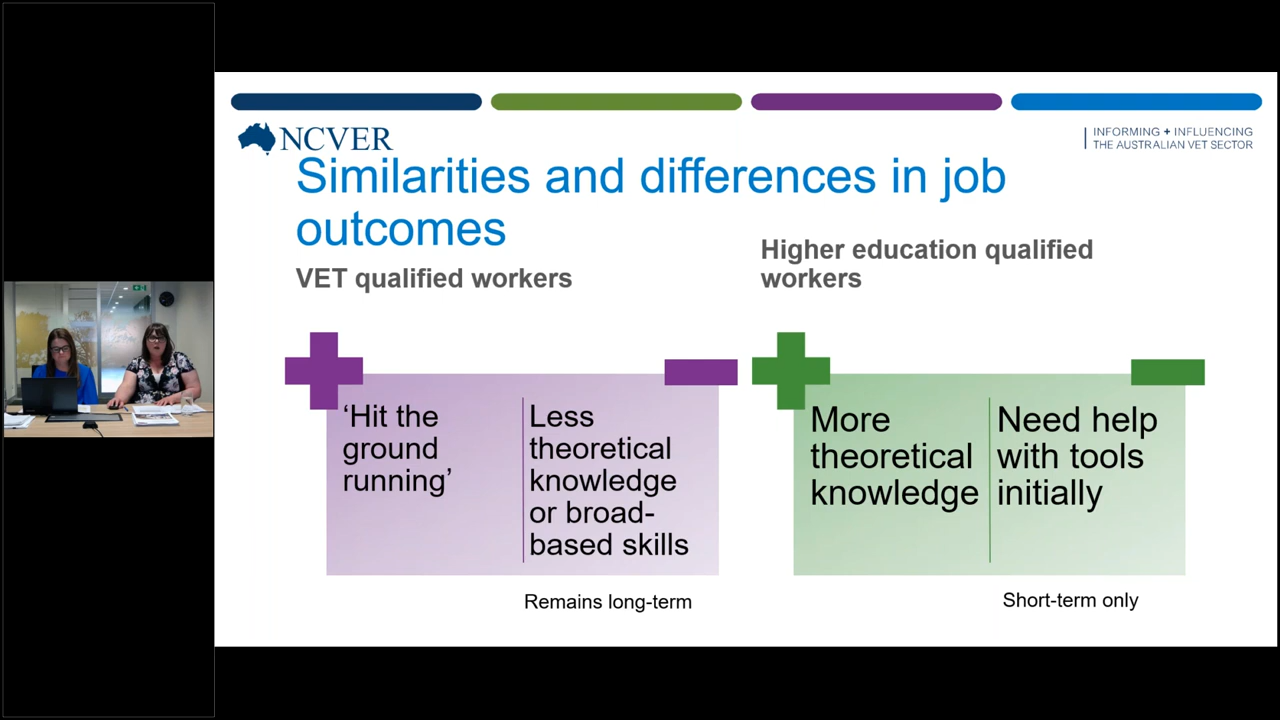 NCVER
INFORMING + INFLUENCING
THE AUSTRALIAN VET SECTOR
Similarities and differences in job
outcomes
VET qualified workers
‘Hit the
ground
running’
Less
theoretical
knowledge
or broad-
based skills
Remains long-term
Higher education qualified
workers
More
theoretical
knowledge
Need help
with tools
initially
Short-term only